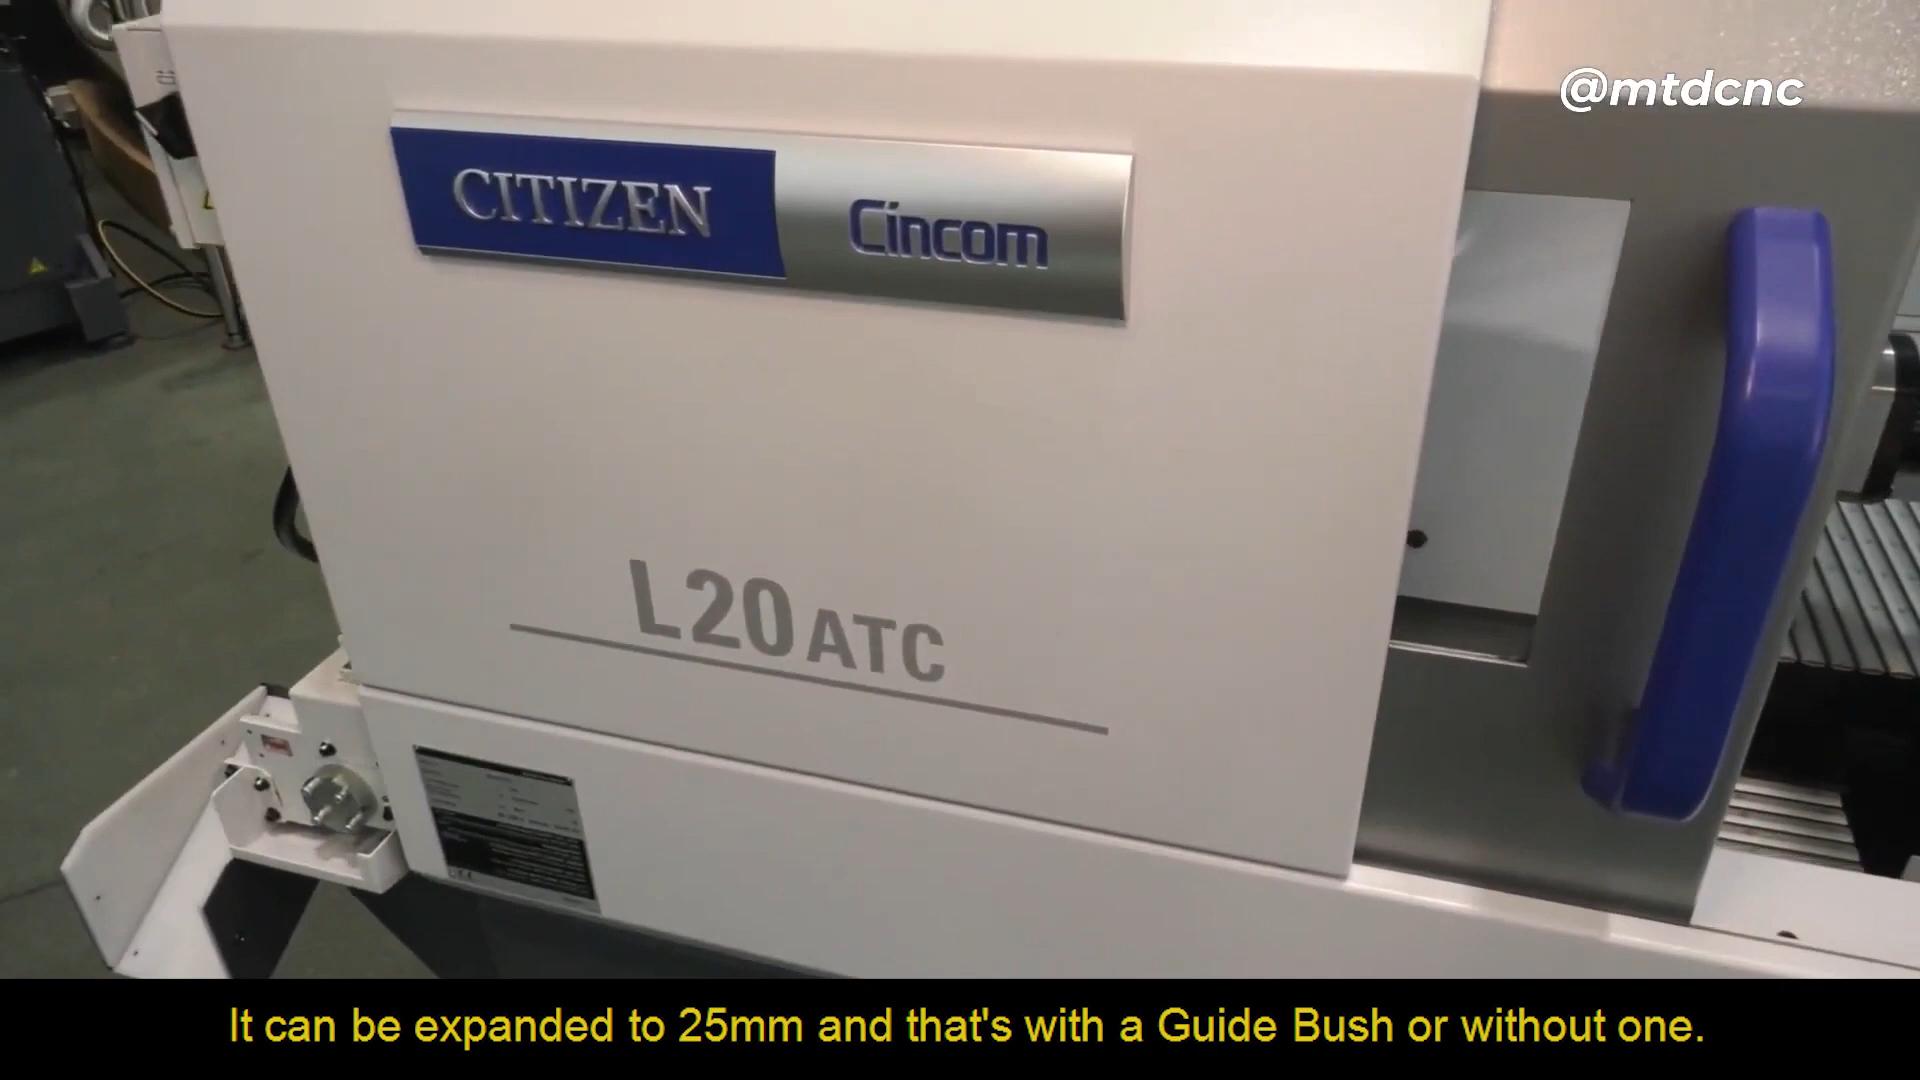 @mtdcnc
CITIZEN
Cincom
L20 ATC
It can be expanded to 25mm and that's with a Guide Bush or without one.